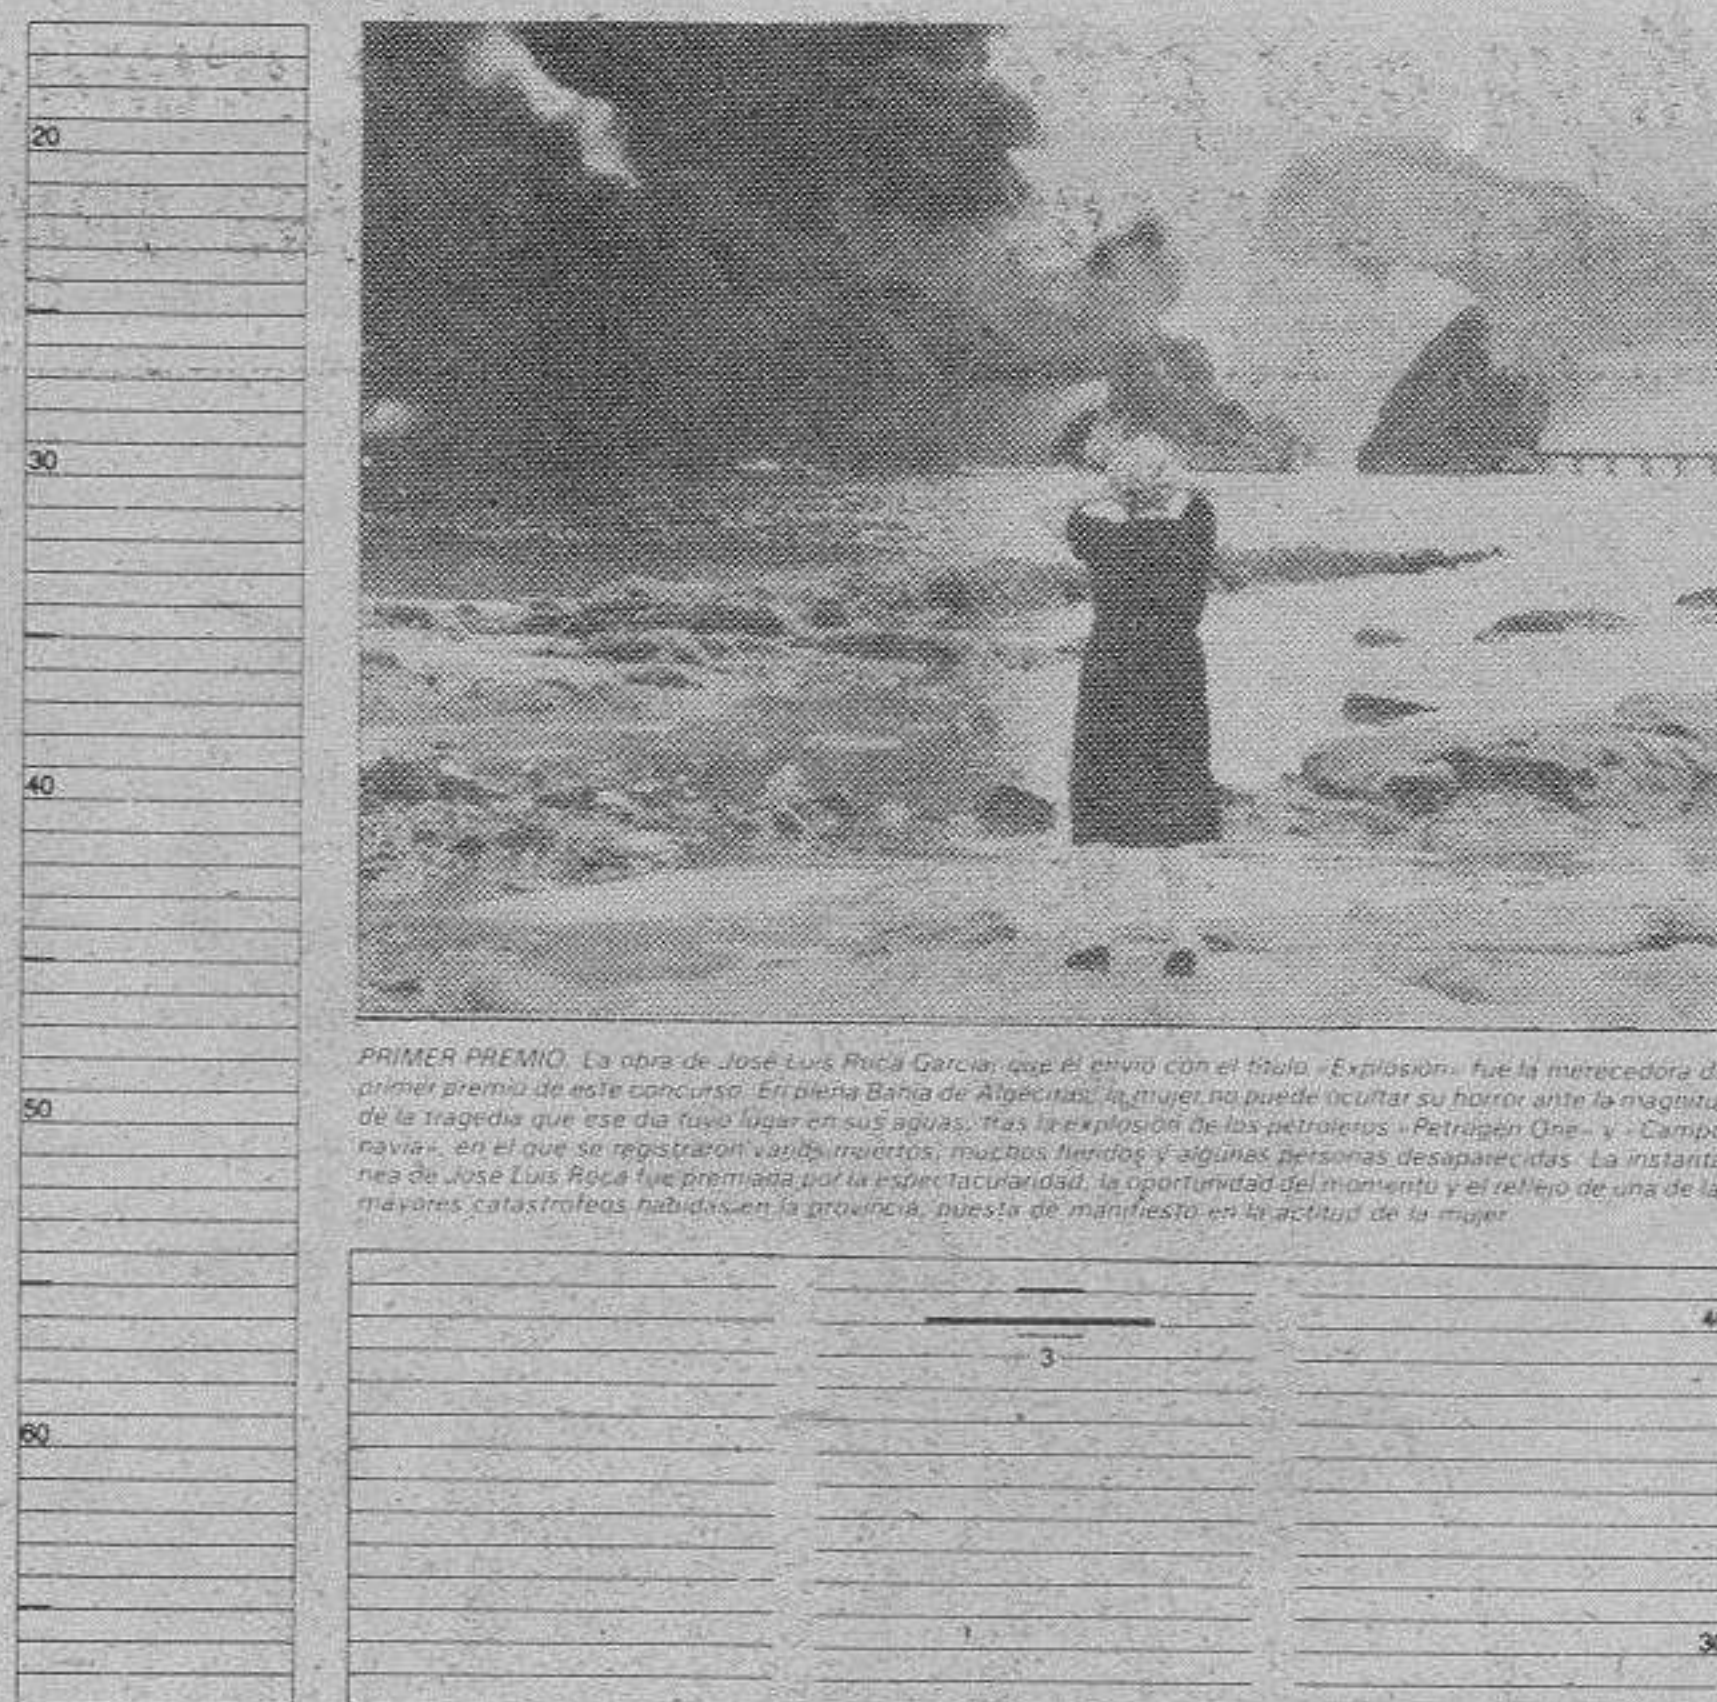 20
30
40
50
60
PRIMER PREMIO. La obra de José Luis Roca García, que él envió con el título «Explosión» fue la merecedora d
primer premio de este concurso. En plena Bahía de Algeciras, la mujer no puede ocultar su horror ante la magnitu
de la tragedia que ese día tuvo lugar en sus aguas, tras la explosión de los petroleros «Petragen One» y «Campo
navia», en el que se registraron varios muertos, muchos heridos y algunas personas desaparecidas. La instantá
nea de José Luis Roca fue premiada por la espectacularidad, la oportunidad del momento y el reflejo de una de la
mayores catástrofeos habidas en la provincia, puesta de manifiesto en la actitud de la mujer.
3